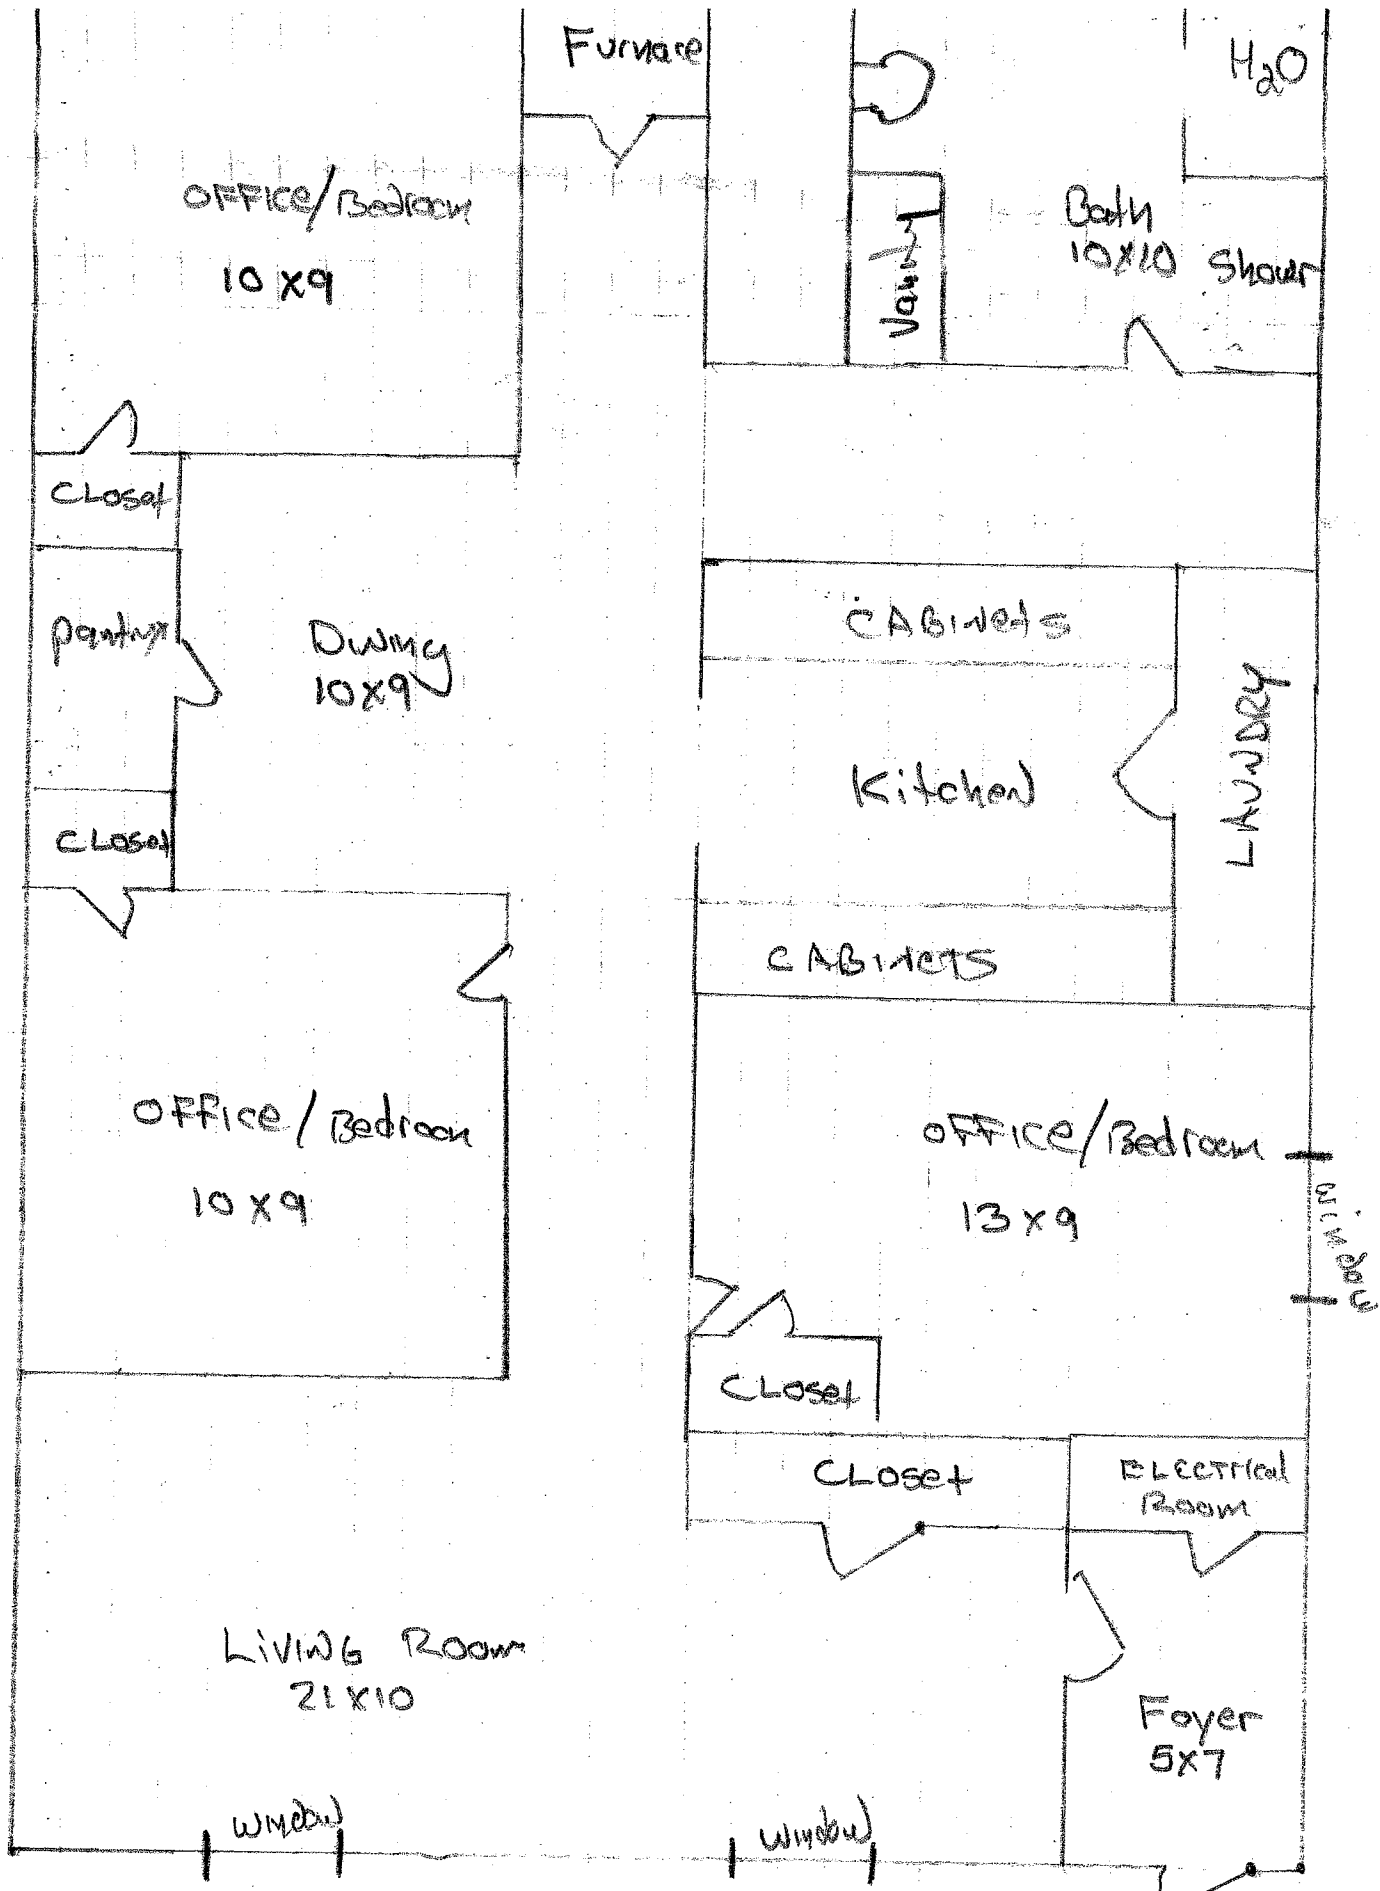 Furnace
H2O
OFFICE/Bedroom
10 x 9
Vanity
Bath
10x10
Shower
CLoset
pantry
Dining
10x9
CABINets
Kitchen
LAUNDRY
CLoset
CABINetS
OFFICE/Bedroom
10 x 9
OFFICE/Bedroom
13 x 9
WINDOW
CLoset
CLoset
ELECTrical
Room
LiVING Room
21x10
Foyer
5x7
Window
Window